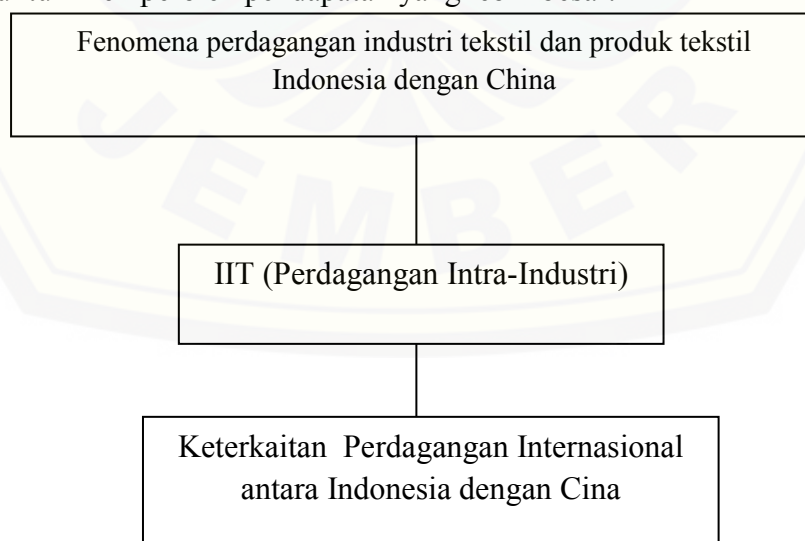 Fenomena perdagangan industri tekstil dan produk tekstil
Indonesia dengan China
JEMBER
IIT (Perdagangan Intra-Industri)
Keterkaitan Perdagangan Internasional
antara Indonesia dengan Cina